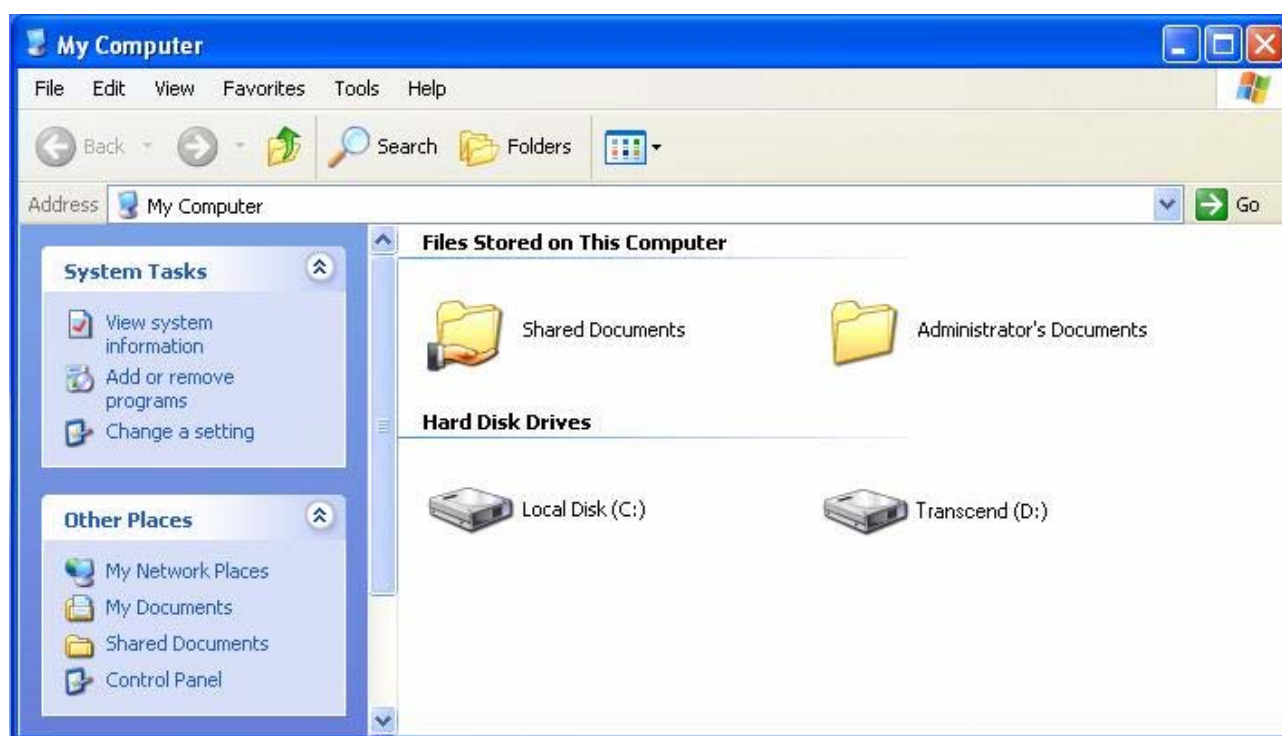 My Computer
File Edit View Favorites Tools Help
Back Search Folders
Address My Computer Go
System Tasks
View system
information
Add or remove
programs
Change a setting
Other Places
My Network Places
My Documents
Shared Documents
Control Panel
Files Stored on This Computer
Shared Documents Administrator's Documents
Hard Disk Drives
Local Disk (C:) Transcend (D:)